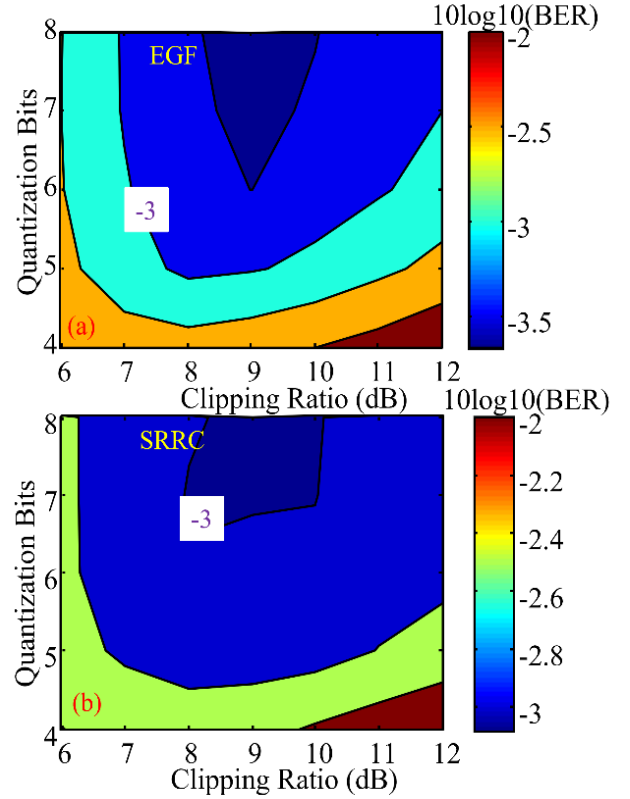 10log10(BER)
EGF
Quantization Bits
8
7
6
5
4
-3
(a)
6 7 8 9 10 11 12
Clipping Ratio (dB)
-2
-2.5
-3
-3.5
10log10(BER)
SRRC
Quantization Bits
8
7
6
5
4
-3
(b)
6 7 8 9 10 11 12
Clipping Ratio (dB)
-2
-2.2
-2.4
-2.6
-2.8
-3